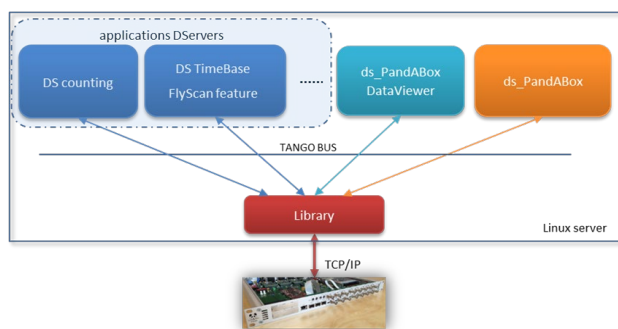 applications DServers
DS counting
DS TimeBase
FlyScan feature
......
ds_PandABox
DataViewer
ds_PandABox
TANGO BUS
Library
Linux server
TCP/IP